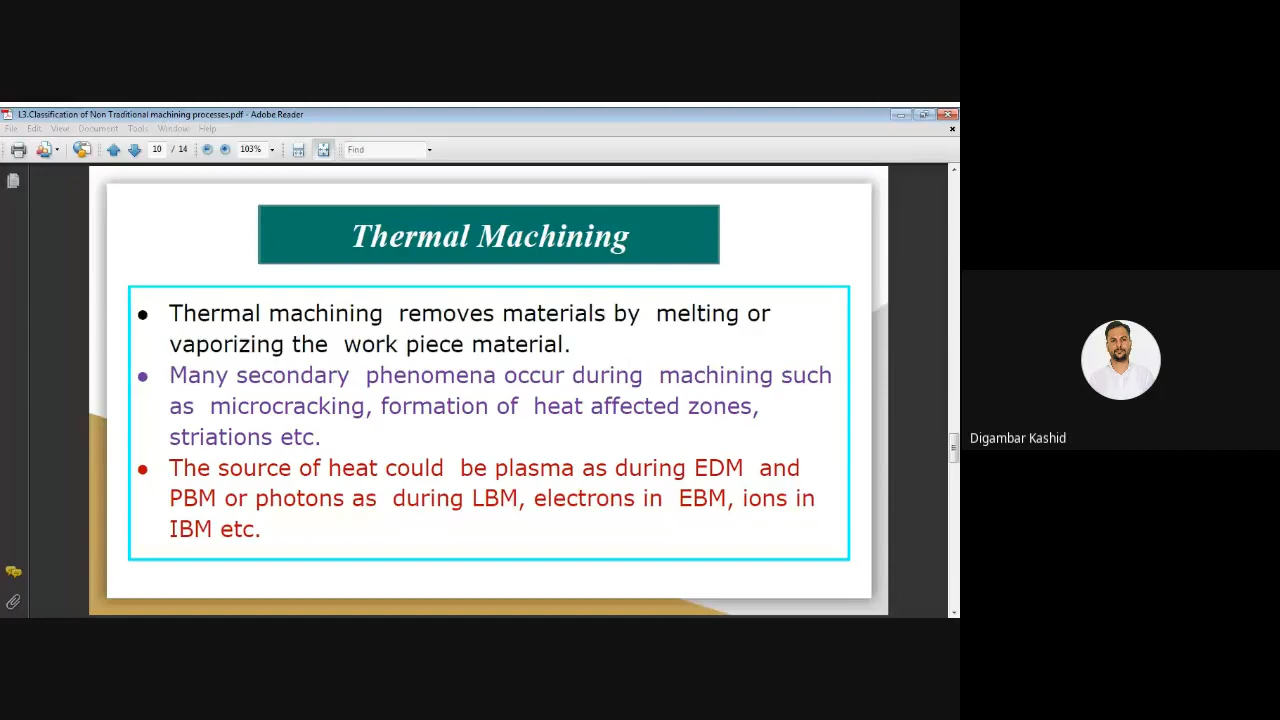 L3.Classification of Non Traditional machining processes.pdf - Adobe Reader
File Edit View Document Tools Window Help
10 / 14 103% Find
Thermal Machining
• Thermal machining removes materials by melting or
vaporizing the work piece material.
• Many secondary phenomena occur during machining such
as microcracking, formation of heat affected zones,
striations etc.
• The source of heat could be plasma as during EDM and
PBM or photons as during LBM, electrons in EBM, ions in
IBM etc.
Digambar Kashid